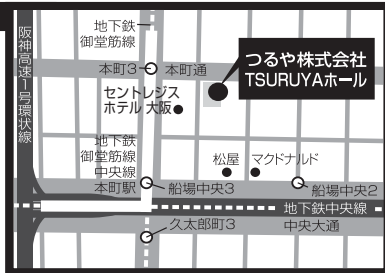 地下鉄
御堂筋線
阪神高速1号環状線
つるや株式会社
TSURUYAホール
本町3
本町通
セントレジス
ホテル 大阪
地下鉄
御堂筋線
中央線
本町駅
松屋
マクドナルド
船場中央3
船場中央2
地下鉄中央線
久太郎町3
中央大通